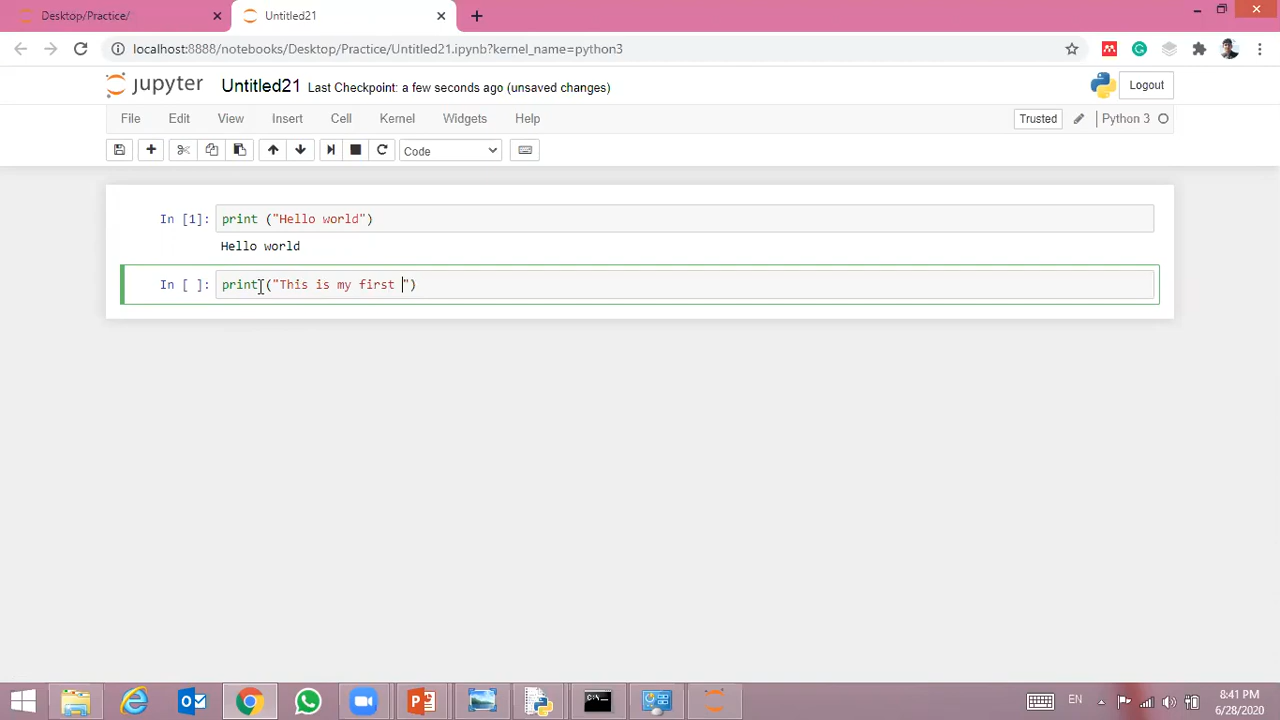 Desktop/Practice/
Untitled21
localhost:8888/notebooks/Desktop/Practice/Untitled21.ipynb?kernel_name=python3
jupyter Untitled21 Last Checkpoint: a few seconds ago (unsaved changes) Logout
File Edit View Insert Cell Kernel Widgets Help Trusted Python 3
Code
In [1]: print ("Hello world")
Hello world
In [ ]: print ("This is my first ")
EN
8:41 PM
6/28/2020